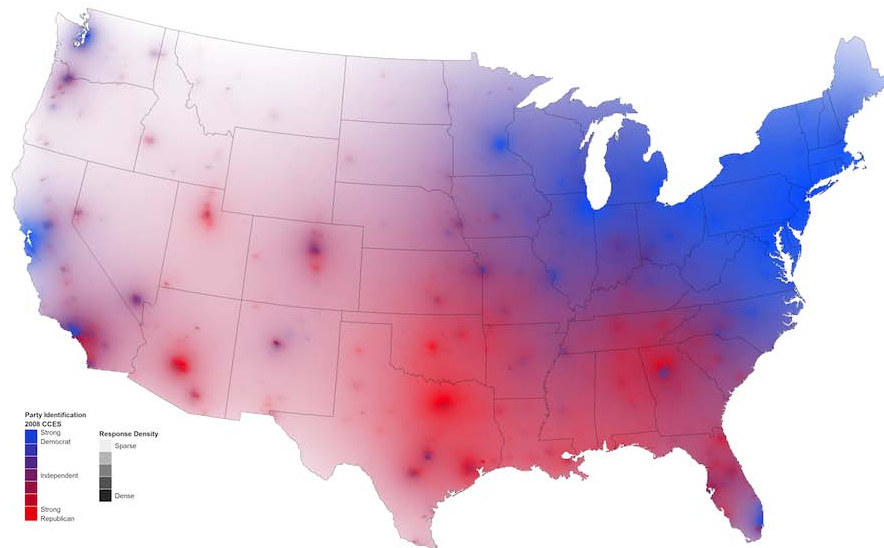 Party Identification
2008 CCES
Strong
Democrat
Independent
Strong
Republican
Response Density
Sparse
Dense